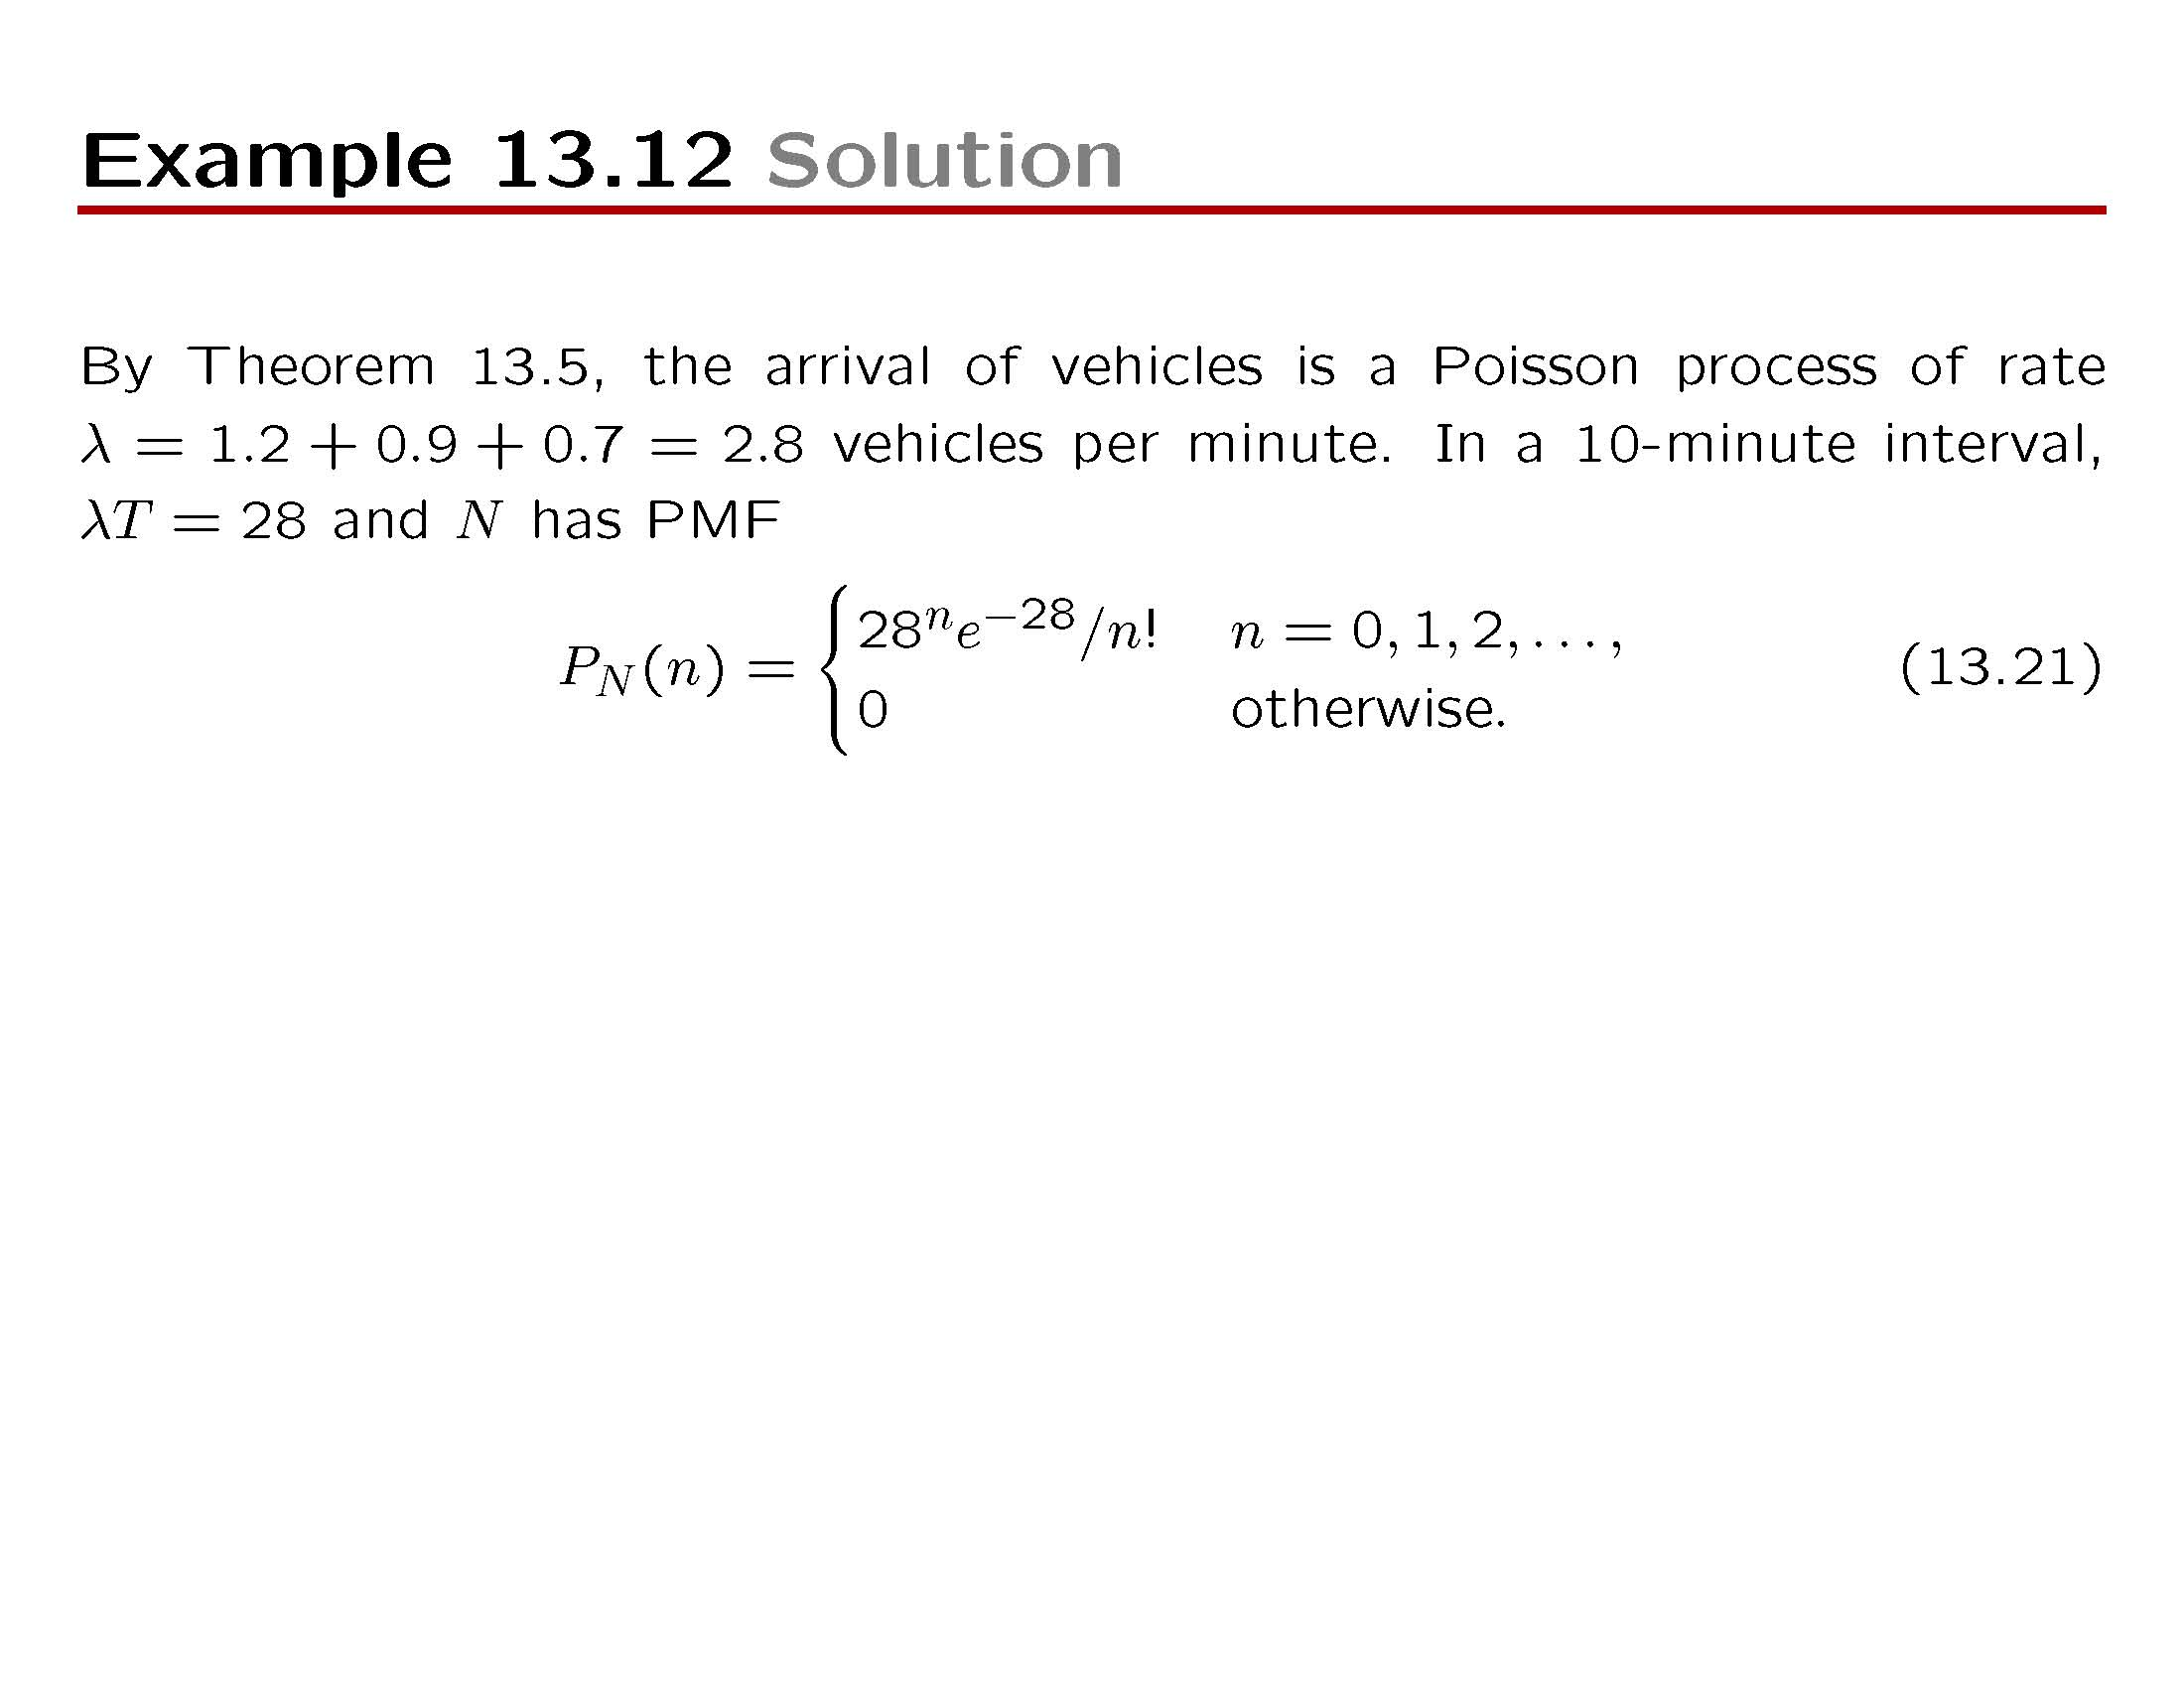 Example 13.12 Solution
By Theorem 13.5, the arrival of vehicles is a Poisson process of rate
λ = 1.2 + 0.9 + 0.7 = 2.8 vehicles per minute. In a 10-minute interval,
λT = 28 and N has PMF
P_N(n) = { 28^n e^{−28}/n!   n = 0, 1, 2, . . . ,
0   otherwise.
(13.21)